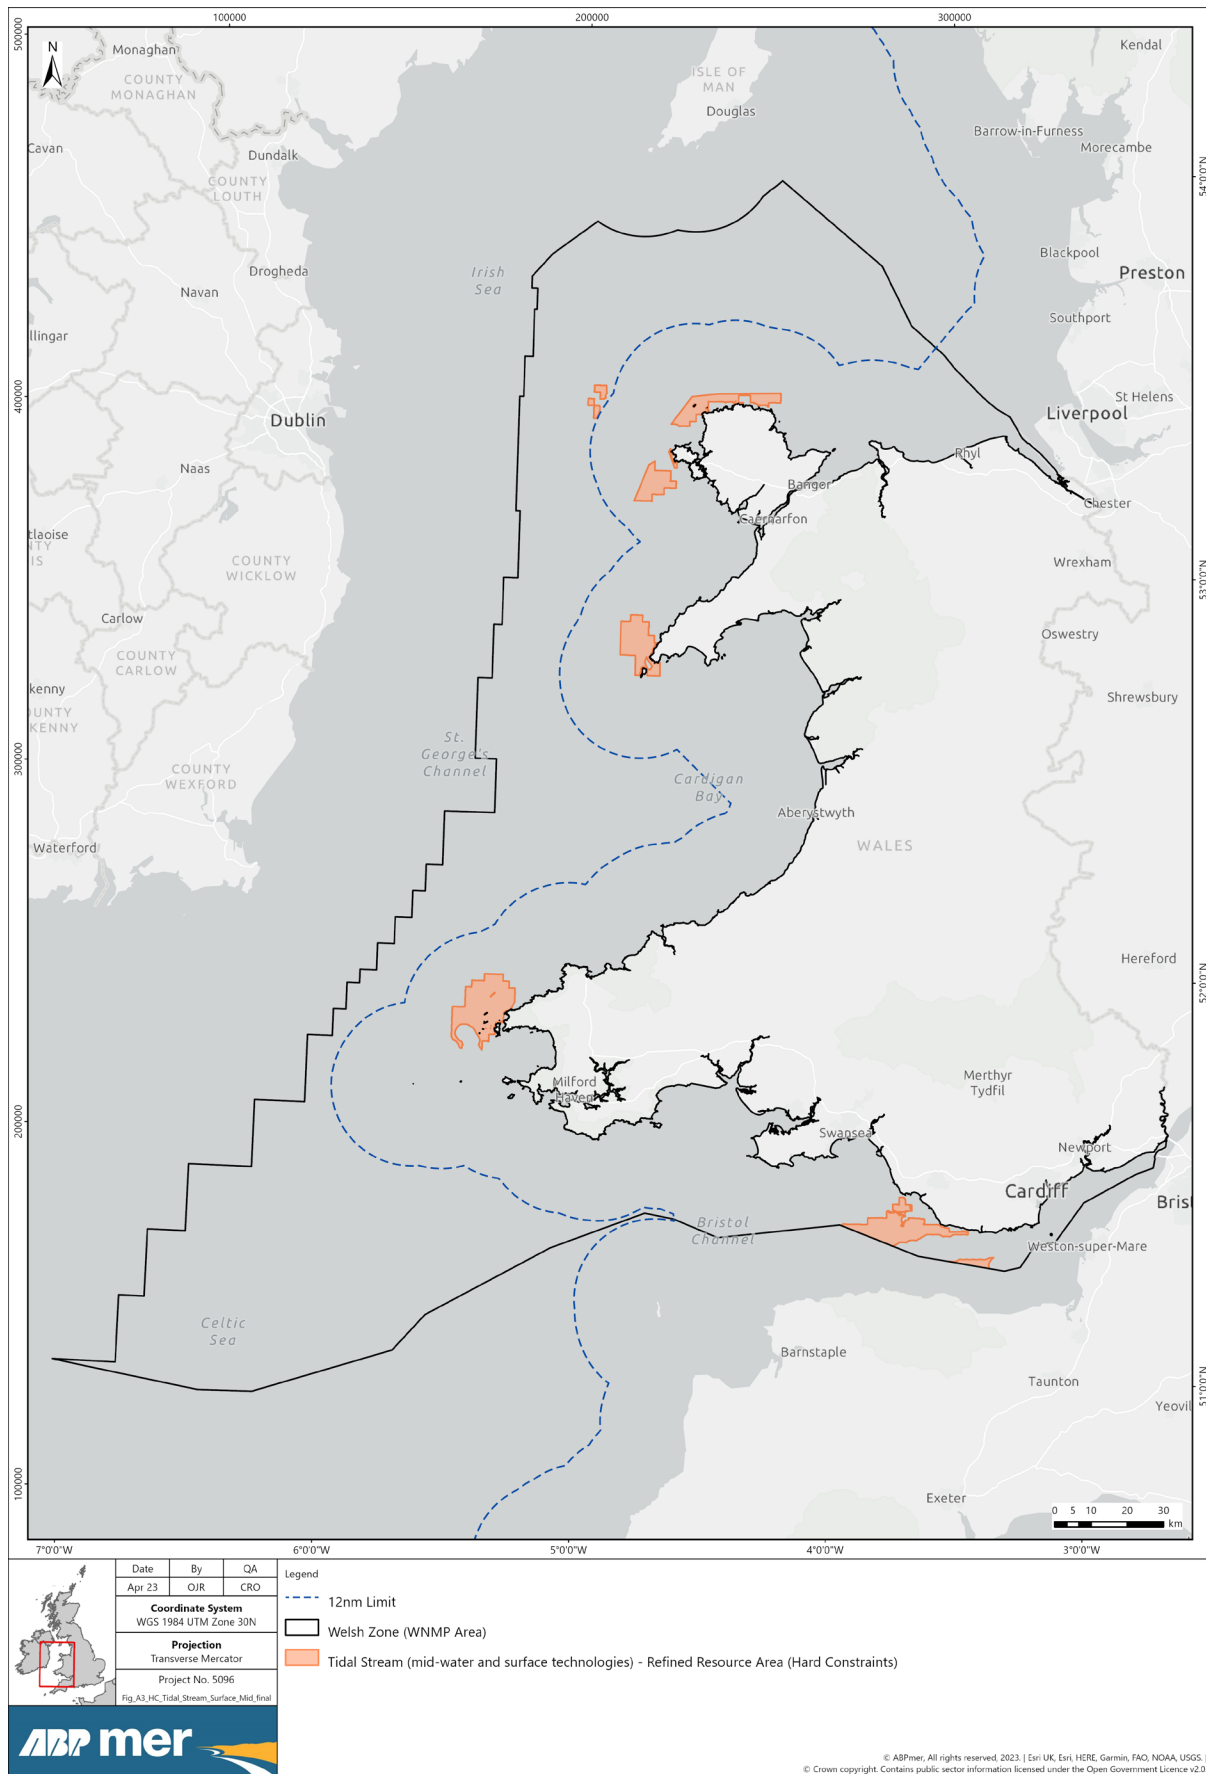 100000
200000
300000
500000
400000
300000
200000
100000
N
Monaghan
COUNTY
MONAGHAN
Cavan
Dundalk
COUNTY
LOUTH
ISLE OF
MAN
Douglas
Kendal
Barrow-in-Furness
Morecambe
54°0'0"N
Irish
Sea
Drogheda
Navan
llingar
Blackpool
Preston
Southport
St Helens
Liverpool
Dublin
Naas
Rhyl
Bangor
Caernarfon
Chester
tlaoise
NTY
IS
COUNTY
WICKLOW
Wrexham
53°0'0"N
Carlow
COUNTY
CARLOW
Oswestry
kenny
OUNTY
KENNY
Shrewsbury
St.
George's
Channel
COUNTY
WEXFORD
Cardigan
Bay
Aberystwyth
Waterford
WALES
Hereford
52°0'0"N
Milford
Haven
Merthyr
Tydfil
Swansea
Newport
Cardiff
Brist
Bristol
Channel
Weston-super-Mare
Celtic
Sea
Barnstaple
Taunton
51°0'0"N
Yeovil
Exeter
0 5 10 20 30
km
7°0'0"W
6°0'0"W
5°0'0"W
4°0'0"W
3°0'0"W
Date By QA
Apr 23 OJR CRO
Coordinate System
WGS 1984 UTM Zone 30N
Projection
Transverse Mercator
Project No. 5096
Fig_A3_HC_Tidal_Stream_Surface_Mid_final
ABP mer
Legend
12nm Limit
Welsh Zone (WNMP Area)
Tidal Stream (mid-water and surface technologies) - Refined Resource Area (Hard Constraints)
© ABPmer, All rights reserved, 2023. | Esri UK, Esri, HERE, Garmin, FAO, NOAA, USGS. |
© Crown copyright. Contains public sector information licensed under the Open Government Licence v2.0.